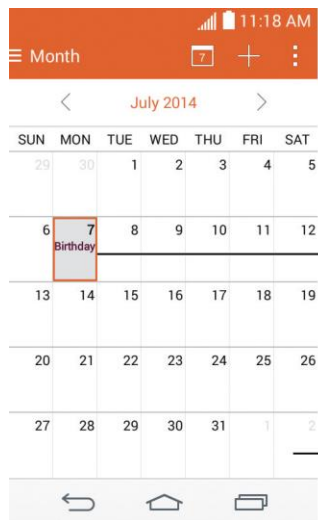 11:18 AM
Month 7
July 2014
SUN MON TUE WED THU FRI SAT
29 30 1 2 3 4 5
6 7 8 9 10 11 12
Birthday
13 14 15 16 17 18 19
20 21 22 23 24 25 26
27 28 29 30 31 1 2